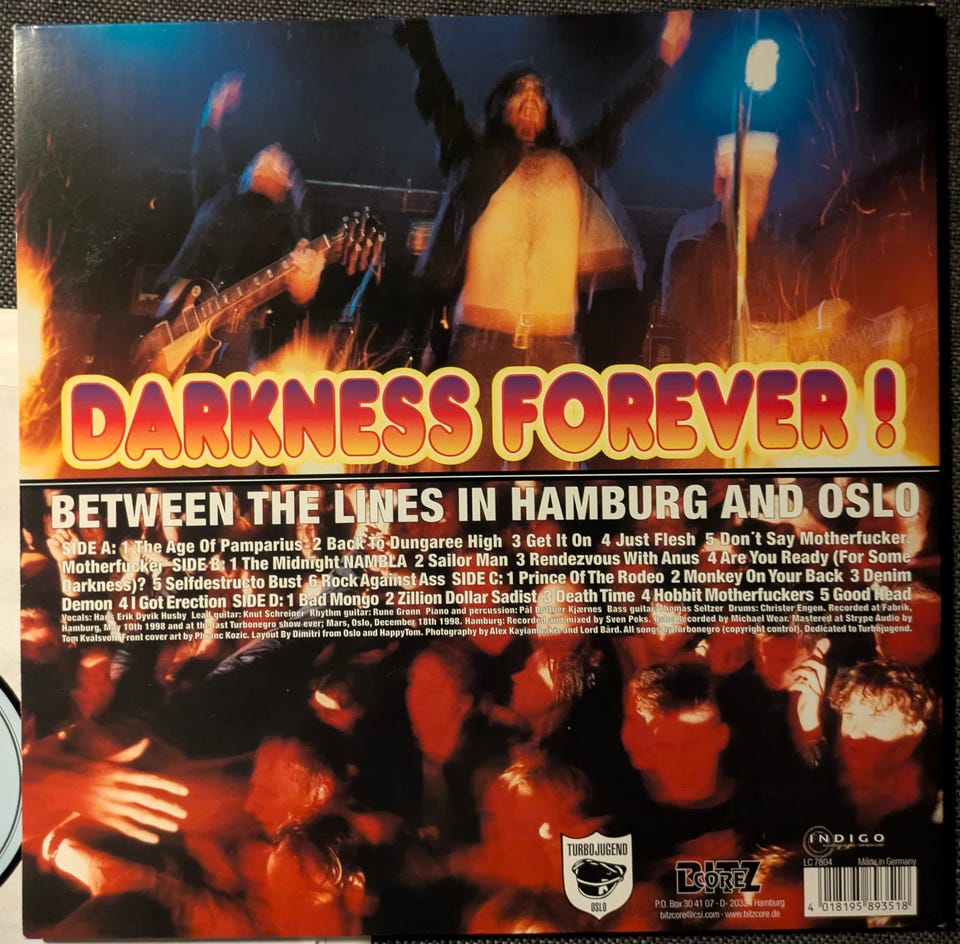 DARKNESS FOREVER !
BETWEEN THE LINES IN HAMBURG AND OSLO
SIDE A: 1 The Age Of Pamparius 2 Back To Dungaree High 3 Get It On 4 Just Flesh 5 Don't Say Motherfucker.
Motherfucker SIDE B: 1 The Midnight NAMBLA 2 Sailor Man 3 Rendezvous With Anus 4 Are You Ready (For Some
Darkness)? 5 Selfdestructo Bust 6 Rock Against Ass SIDE C: 1 Prince Of The Rodeo 2 Monkey On Your Back 3 Denim
Demon 4 I Got Erection SIDE D: 1 Bad Mongo 2 Zillion Dollar Sadist 3 Death Time 4 Hobbit Motherfuckers 5 Good Head
Vocals: Hans Erik Dyvik Husby Lead guitar: Knut Schreiner Rhythm guitar: Rune Gronn Piano and percussion: Pål Bøttger Kjærnes Bass guitar: Thomas Seltzer Drums: Christer Engen. Recorded at Fabrik,
Hamburg, May 10th 1998 and at the last Turbonegro show ever; Mars, Oslo, December 18th 1998. Hamburg: Recorded and mixed by Sven Peks. Oslo: Recorded by Michael Wear. Mastered at Strype Audio by
Tom Kvålsvoll Front cover art by Phranc Kozic. Layout By Dimitri from Oslo and HappyTom. Photography by Alex and Lord Bård. All songs by Turbonegro (copyright control). Dedicated to Turbojugend.
TURBOJUGEND
OSLO
BITZCORE
P.O. Box 30 41 07 · D- 20324 Hamburg
bitzcore@csi.com · www.bitzcore.de
INDIGO
LC 7804 Made in Germany
4 018195 893518